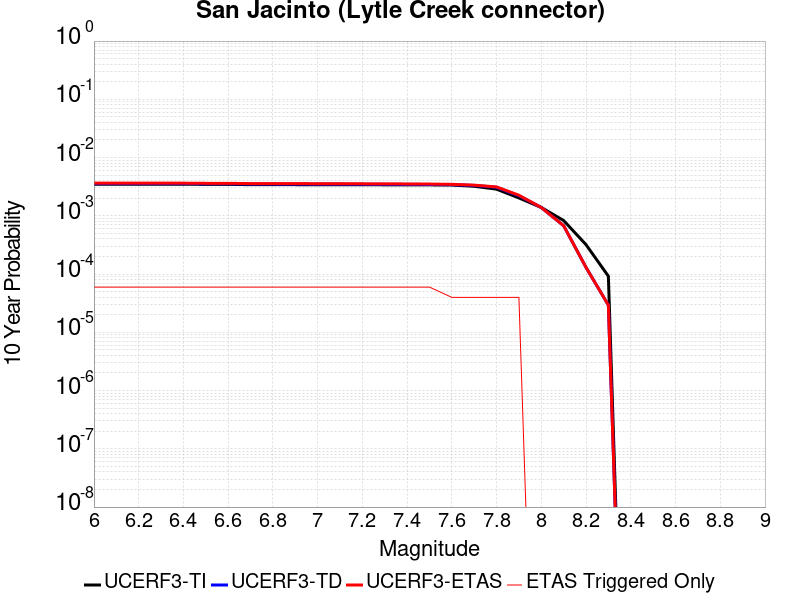 San Jacinto (Lytle Creek connector)
10 0
10 -1
10 -2
10 -3
10 -4
10 -5
10 -6
10 -7
10 -8
10 Year Probability
6 6.2 6.4 6.6 6.8 7 7.2 7.4 7.6 7.8 8 8.2 8.4 8.6 8.8 9
Magnitude
UCERF3-TI UCERF3-TD UCERF3-ETAS ETAS Triggered Only